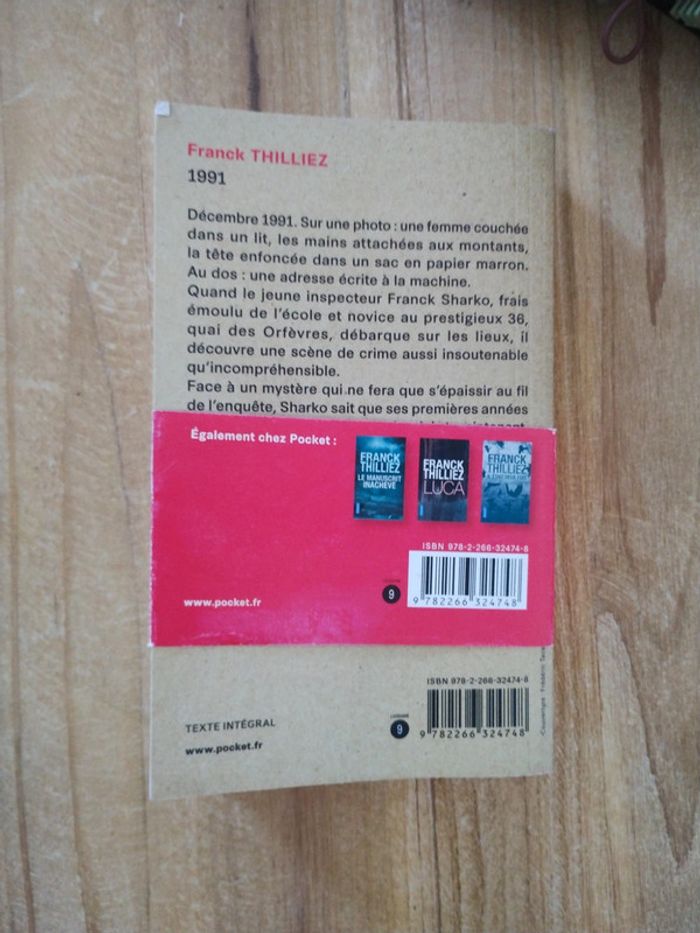 Franck THILLIEZ
1991
Décembre 1991. Sur une photo : une femme couchée
dans un lit, les mains attachées aux montants,
la tête enfoncée dans un sac en papier marron.
Au dos : une adresse écrite à la machine.
Quand le jeune inspecteur Franck Sharko, frais
émoulu de l'école et novice au prestigieux 36,
quai des Orfèvres, débarque sur les lieux, il
découvre une scène de crime aussi insoutenable
qu'incompréhensible.
Face à un mystère qui ne fera que s'épaissir au fil
de l'enquête, Sharko sait que ses premières années
Également chez Pocket :
FRANCK
THILLIEZ
LE MANUSCRIT
INACHEVÉ
FRANCK
THILLIEZ
LUCA
FRANCK
THILLIEZ
ISBN 978-2-266-32474-8
9
9 782266 324748
www.pocket.fr
ISBN 978-2-266-32474-8
TEXTE INTÉGRAL
9
9 782266 324748
www.pocket.fr
Couverture : Frédéric